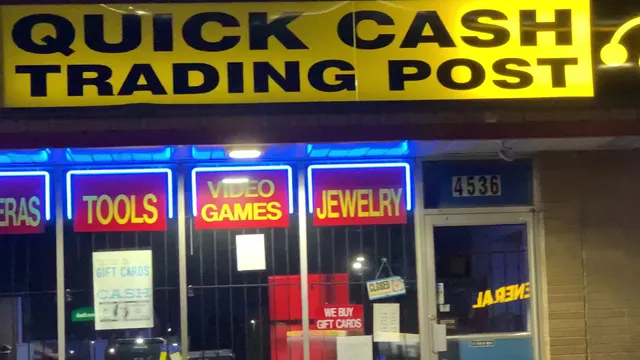 QUICK CASH
TRADING POST
ERAS
TOOLS
VIDEO
GAMES
JEWELRY
4536
GIFT CARDS
CASH
CLOSED
WE BUY
GIFT CARDS
ENERAL